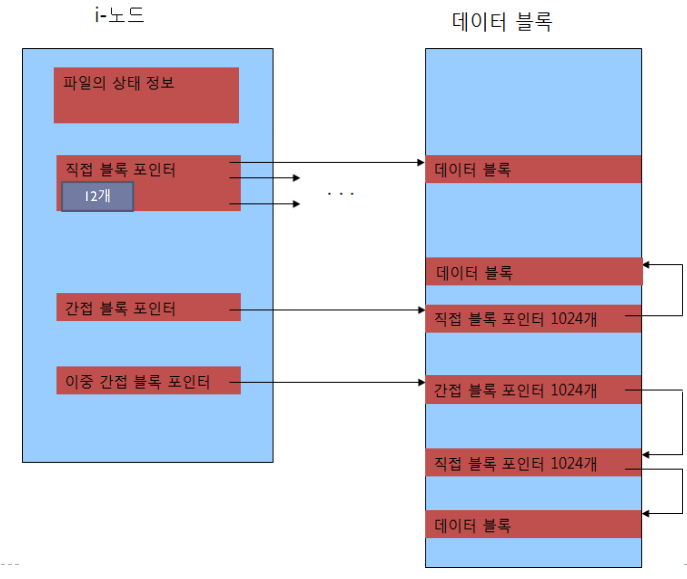 i-노드
데이터 블록
파일의 상태 정보
직접 블록 포인터
12개
. . .
데이터 블록
데이터 블록
간접 블록 포인터
직접 블록 포인터 1024개
이중 간접 블록 포인터
간접 블록 포인터 1024개
직접 블록 포인터 1024개
데이터 블록